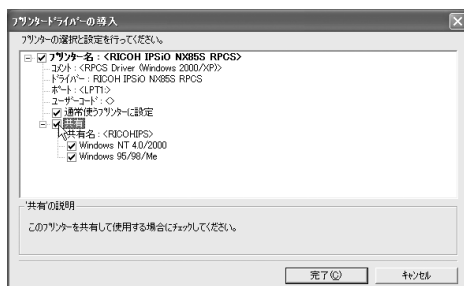 プリンタードライバーの導入
プリンターの選択と設定を行ってください。
プリンター名 : <RICOH IPSiO NX85S RPCS>
コメント : <RPCS Driver (Windows 2000/XP)>
ドライバー : RICOH IPSiO NX85S RPCS
ポート : <LPT1>
ユーザーコード : <>
通常使うプリンターに設定
共有
共有名 : <RICOHIPS>
Windows NT 4.0/2000
Windows 95/98/Me
'共有'の説明
このプリンターを共有して使用する場合にチェックしてください。
完了(C) キャンセル